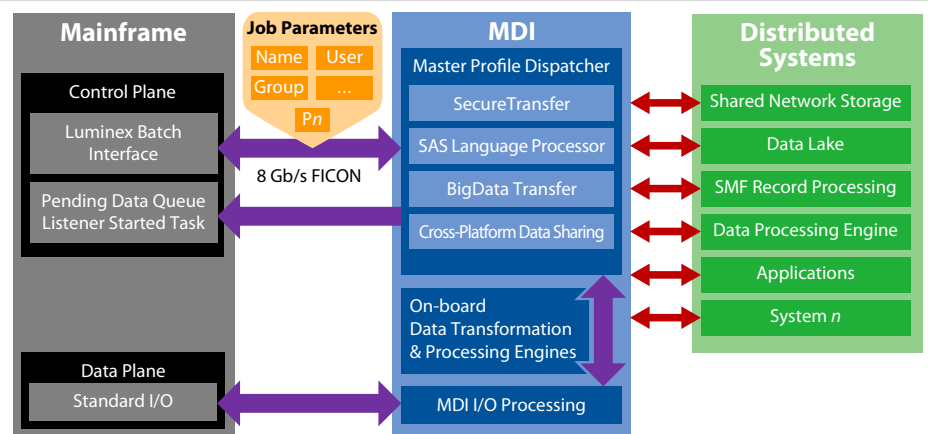 Mainframe
Control Plane
Luminex Batch
Interface
Pending Data Queue
Listener Started Task
Data Plane
Standard I/O
Job Parameters
Name
User
Group
...
Pn
8 Gb/s FICON
MDI
Master Profile Dispatcher
SecureTransfer
SAS Language Processor
BigData Transfer
Cross-Platform Data Sharing
On-board
Data Transformation
& Processing Engines
MDI I/O Processing
Distributed
Systems
Shared Network Storage
Data Lake
SMF Record Processing
Data Processing Engine
Applications
System n